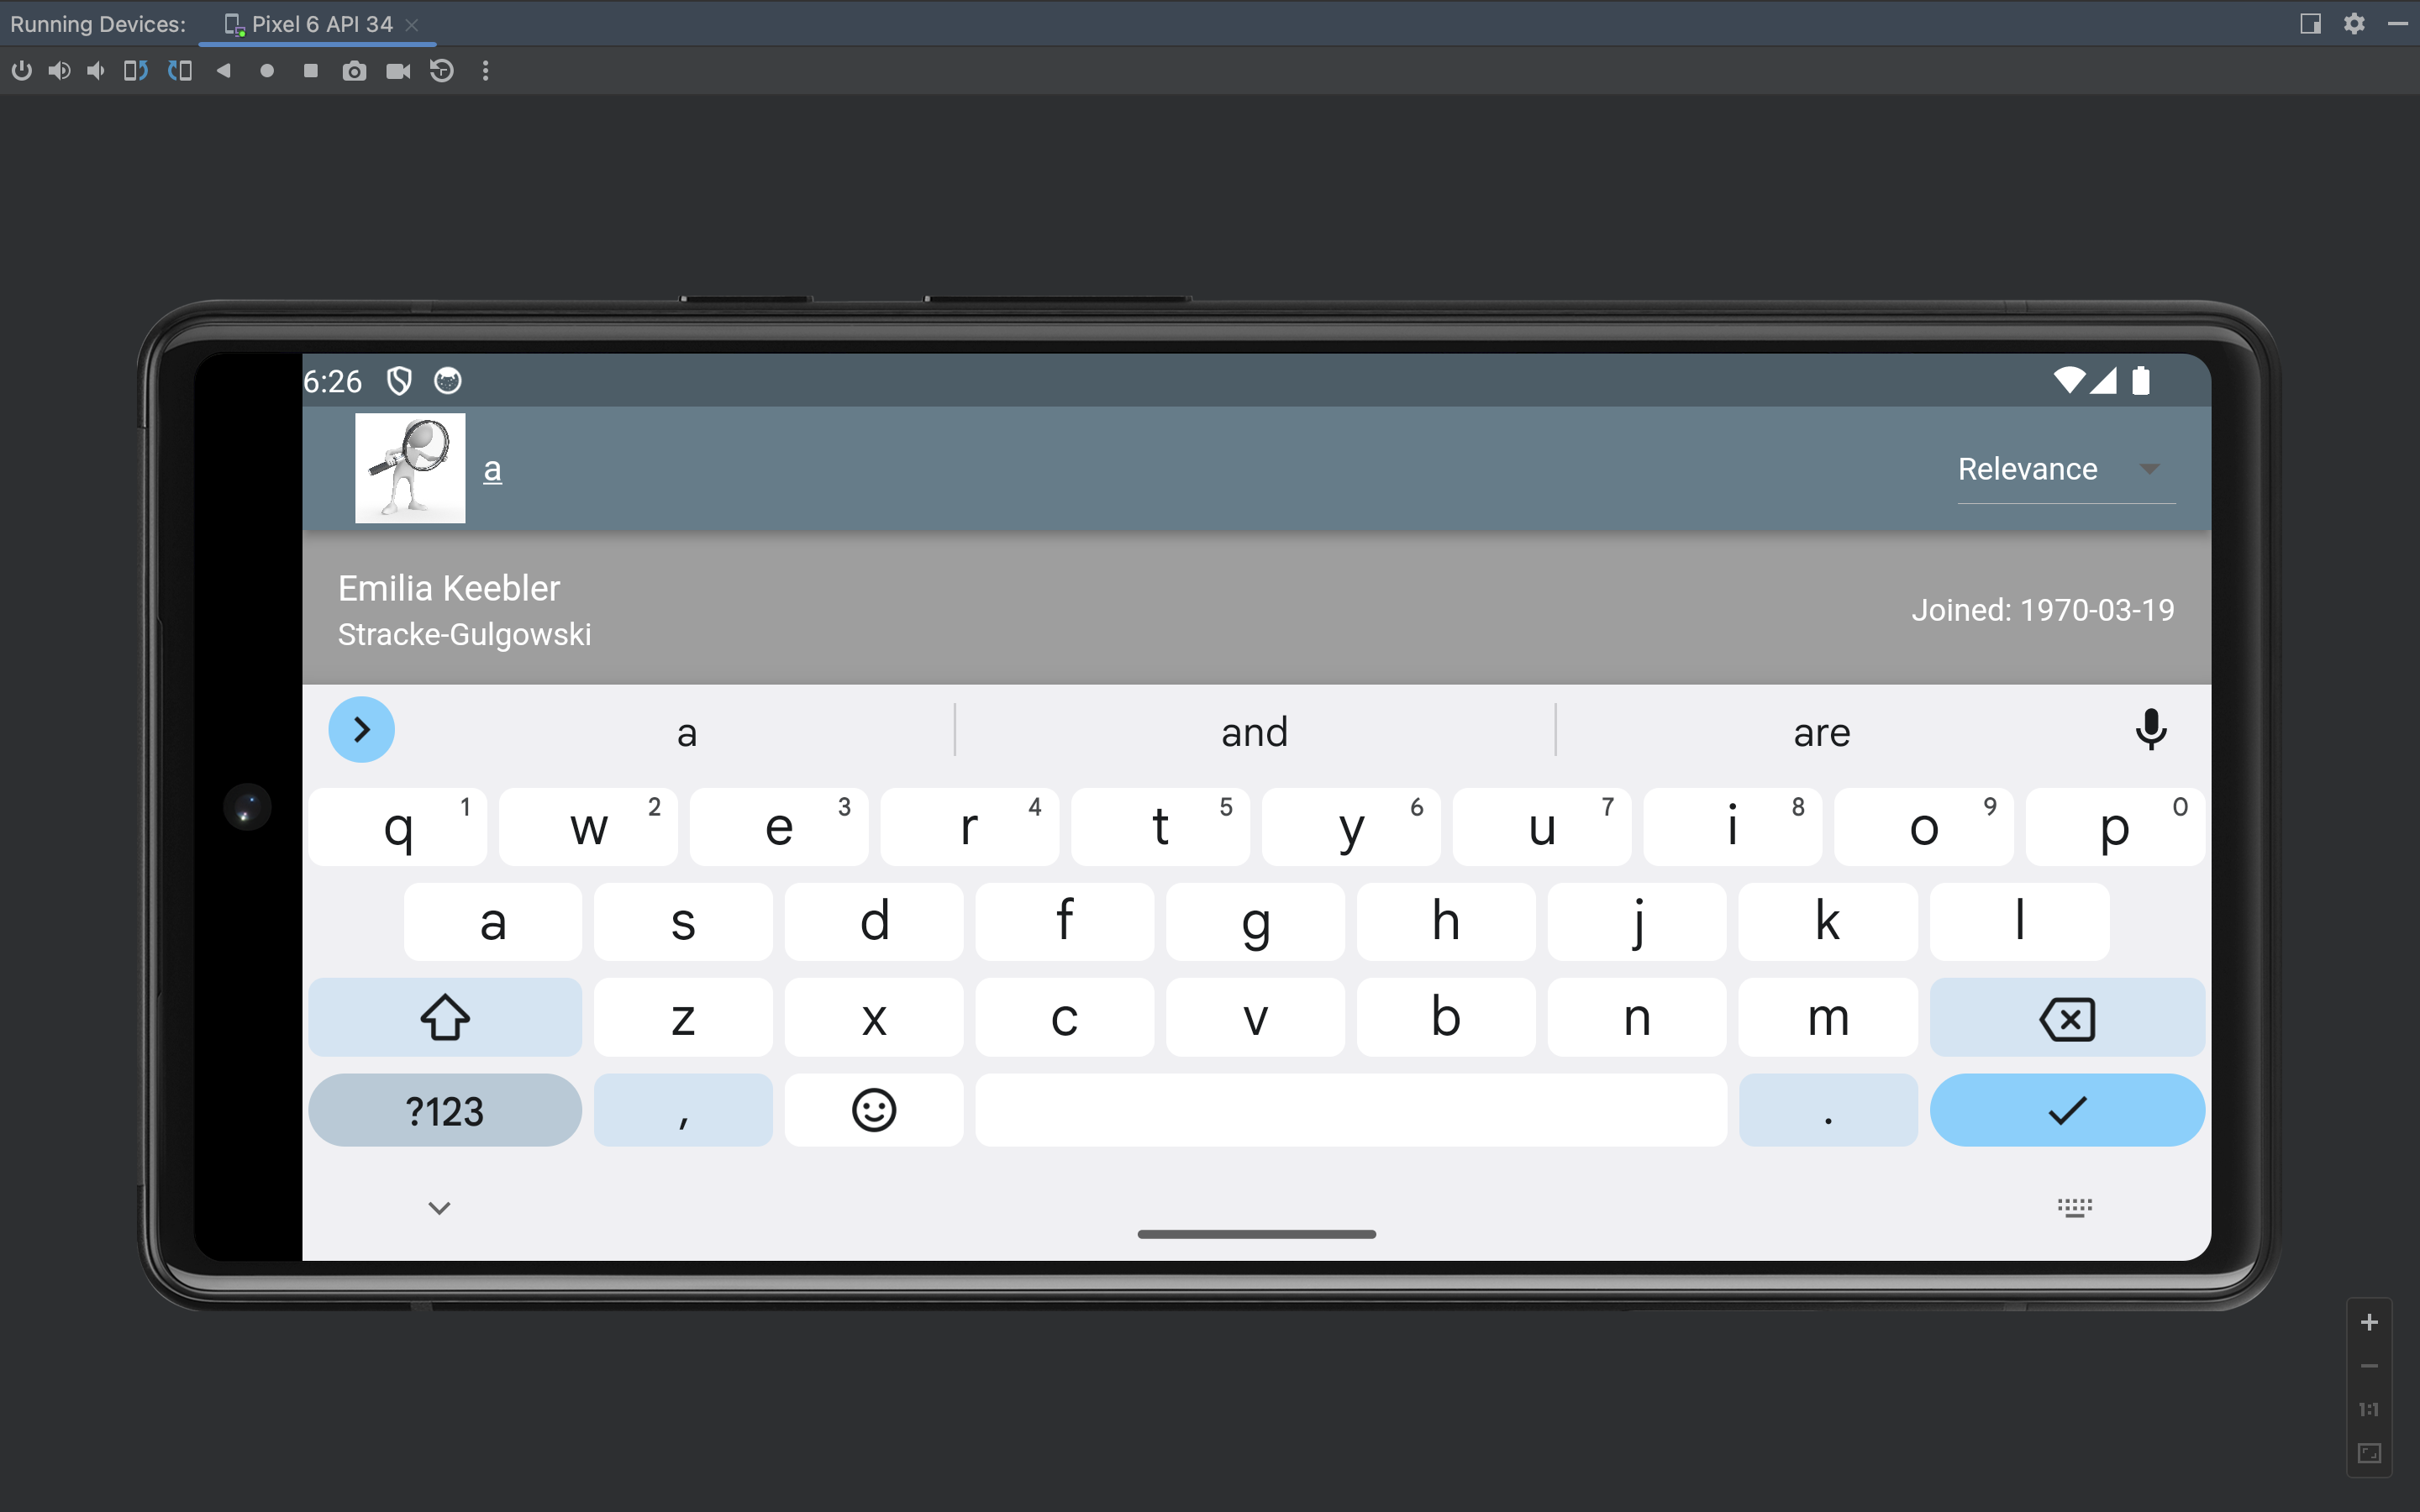 Running Devices: Pixel 6 API 34
6:26
a Relevance
Emilia Keebler
Stracke-Gulgowski
Joined: 1970-03-19
a and are
q 1 w 2 e 3 r 4 t 5 y 6 u 7 i 8 o 9 p 0
a s d f g h j k l
z x c v b n m
?123 , .
1:1